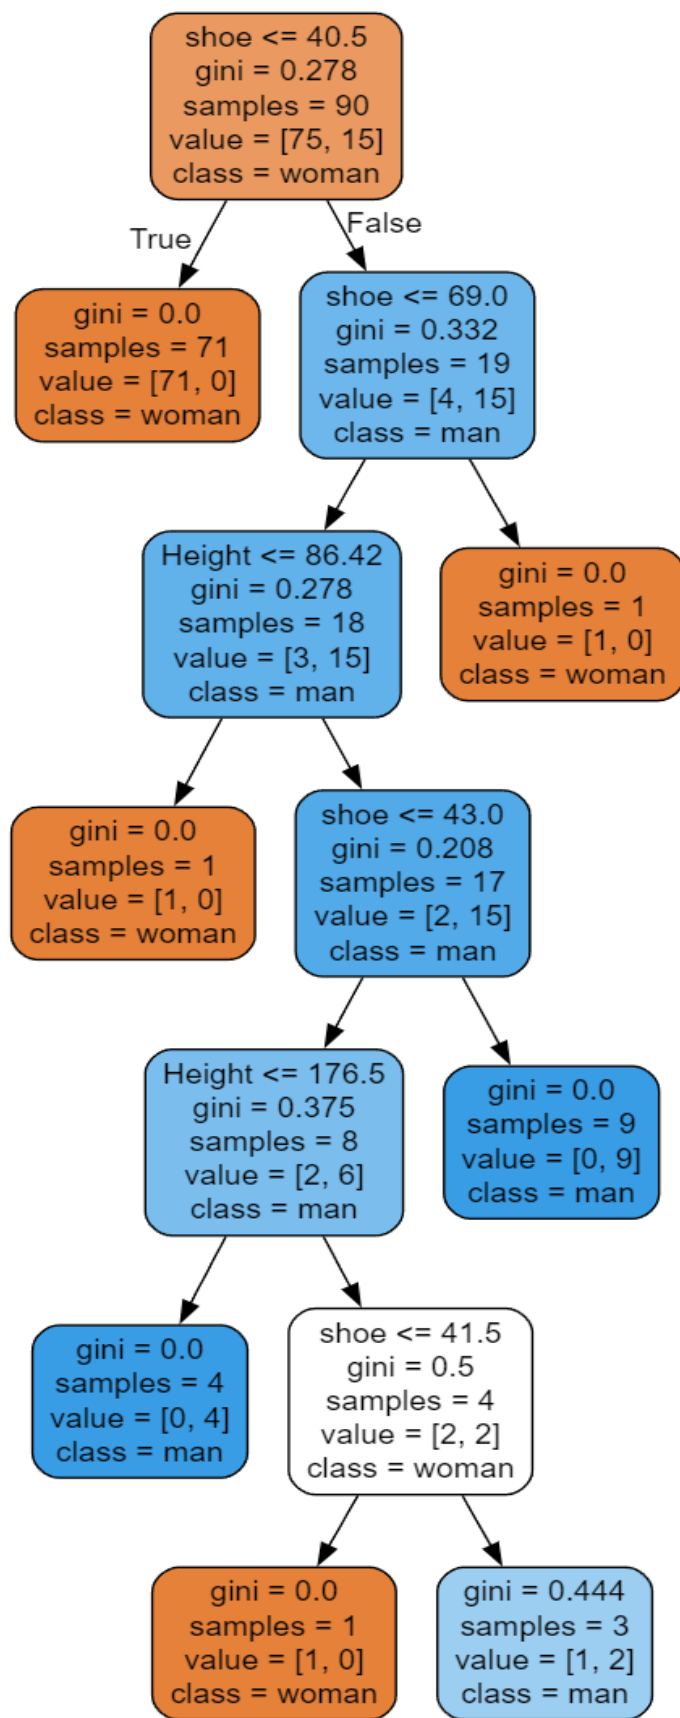 shoe <= 40.5
gini = 0.278
samples = 90
value = [75, 15]
class = woman
True
False
gini = 0.0
samples = 71
value = [71, 0]
class = woman
shoe <= 69.0
gini = 0.332
samples = 19
value = [4, 15]
class = man
Height <= 86.42
gini = 0.278
samples = 18
value = [3, 15]
class = man
gini = 0.0
samples = 1
value = [1, 0]
class = woman
gini = 0.0
samples = 1
value = [1, 0]
class = woman
shoe <= 43.0
gini = 0.208
samples = 17
value = [2, 15]
class = man
Height <= 176.5
gini = 0.375
samples = 8
value = [2, 6]
class = man
gini = 0.0
samples = 9
value = [0, 9]
class = man
gini = 0.0
samples = 4
value = [0, 4]
class = man
shoe <= 41.5
gini = 0.5
samples = 4
value = [2, 2]
class = woman
gini = 0.0
samples = 1
value = [1, 0]
class = woman
gini = 0.444
samples = 3
value = [1, 2]
class = man